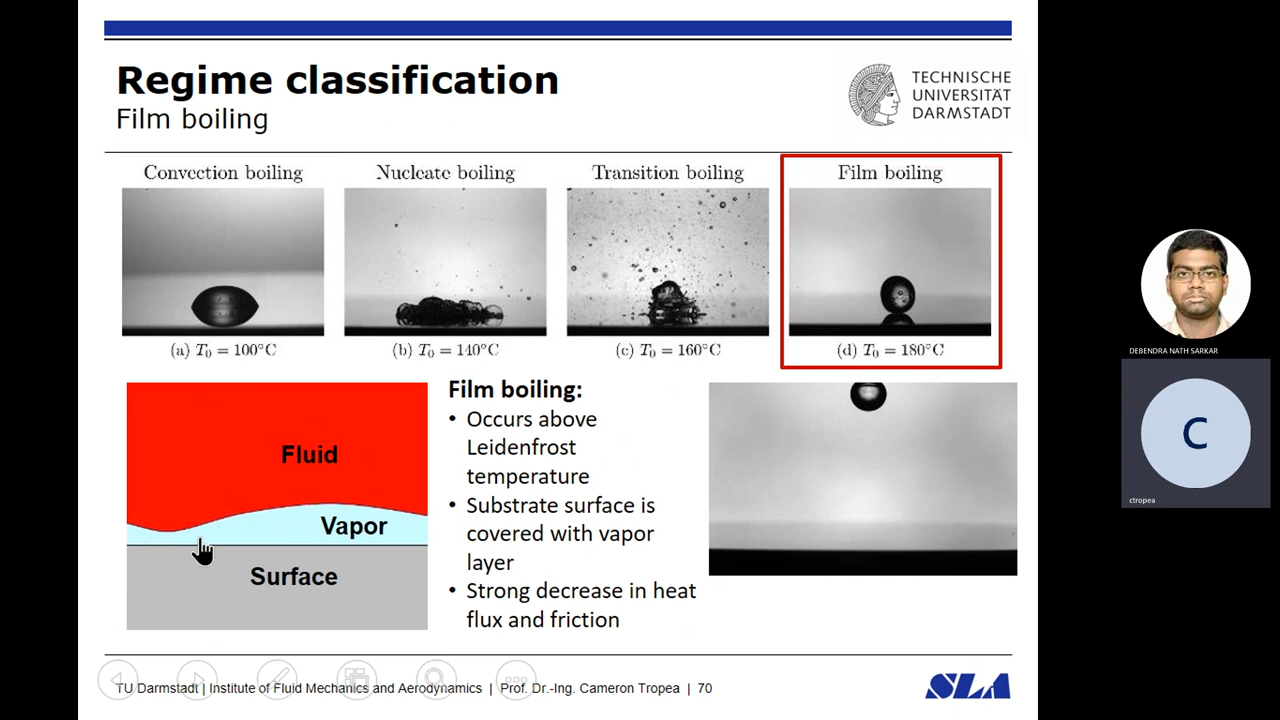 Regime classification
Film boiling
TECHNISCHE
UNIVERSITÄT
DARMSTADT
Convection boiling
Nucleate boiling
Transition boiling
Film boiling
(a) T₀ = 100°C
(b) T₀ = 140°C
(c) T₀ = 160°C
(d) T₀ = 180°C
Fluid
Vapor
Surface
Film boiling:
• Occurs above
Leidenfrost
temperature
• Substrate surface is
covered with vapor
layer
• Strong decrease in heat
flux and friction
DEBENDRA NATH SARKAR
C
ctropea
TU Darmstadt | Institute of Fluid Mechanics and Aerodynamics | Prof. Dr.-Ing. Cameron Tropea | 70
SLA